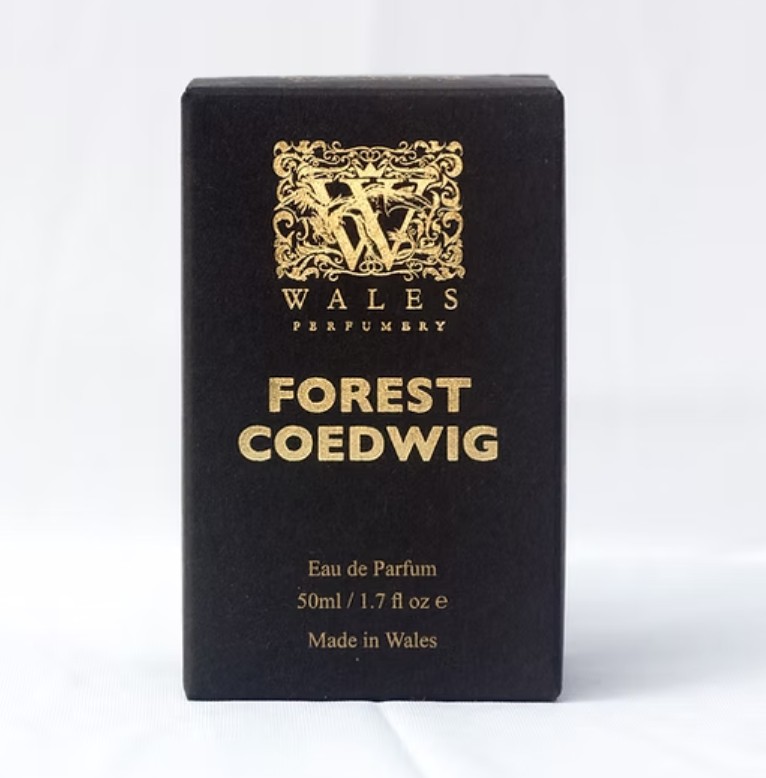 W
WALES
PERFUMERY
FOREST
COEDWIG
Eau de Parfum
50ml / 1.7 fl oz ℮
Made in Wales